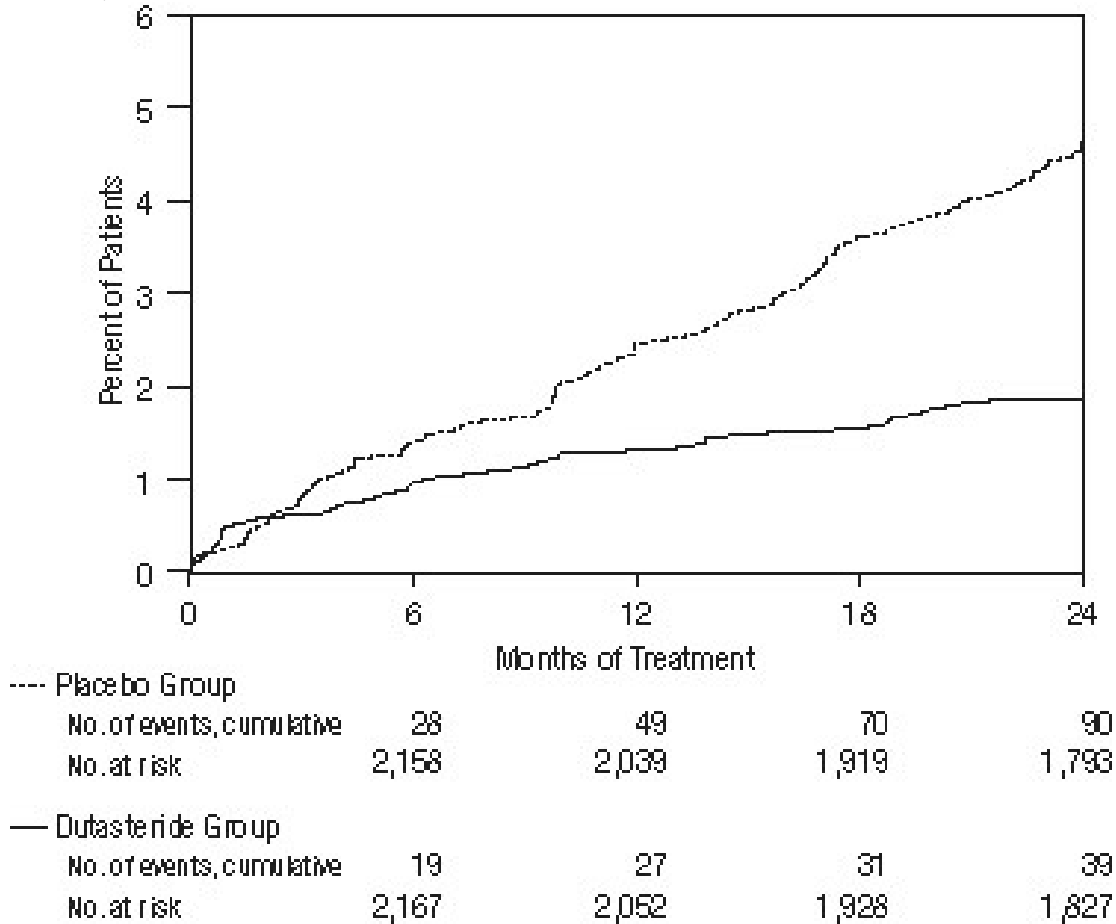 6
5
4
3
2
1
0
Percent of Patients
0 6 12 18 24
Months of Treatment
Placebo Group
No. of events, cumulative 28 49 70 90
No. at risk 2,158 2,039 1,919 1,793
Dutasteride Group
No. of events, cumulative 19 27 31 39
No. at risk 2,167 2,052 1,928 1,827